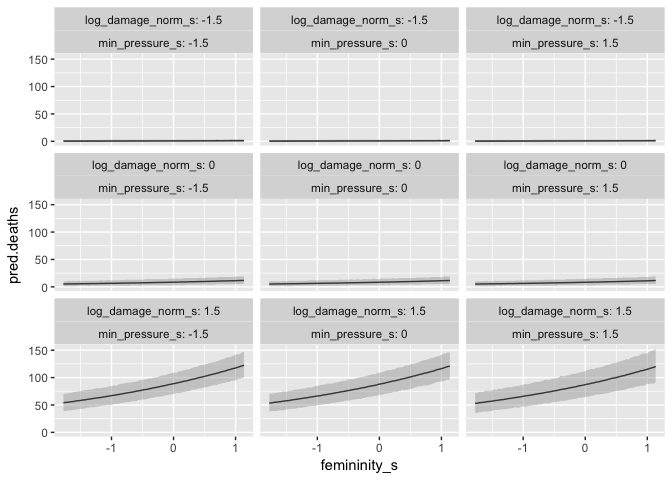 log_damage_norm_s: -1.5 log_damage_norm_s: -1.5 log_damage_norm_s: -1.5
min_pressure_s: -1.5 min_pressure_s: 0 min_pressure_s: 1.5
150
100
50
0
log_damage_norm_s: 0 log_damage_norm_s: 0 log_damage_norm_s: 0
min_pressure_s: -1.5 min_pressure_s: 0 min_pressure_s: 1.5
150
100
50
0
pred.deaths
log_damage_norm_s: 1.5 log_damage_norm_s: 1.5 log_damage_norm_s: 1.5
min_pressure_s: -1.5 min_pressure_s: 0 min_pressure_s: 1.5
150
100
50
0
-1 0 1 -1 0 1 -1 0 1
femininity_s